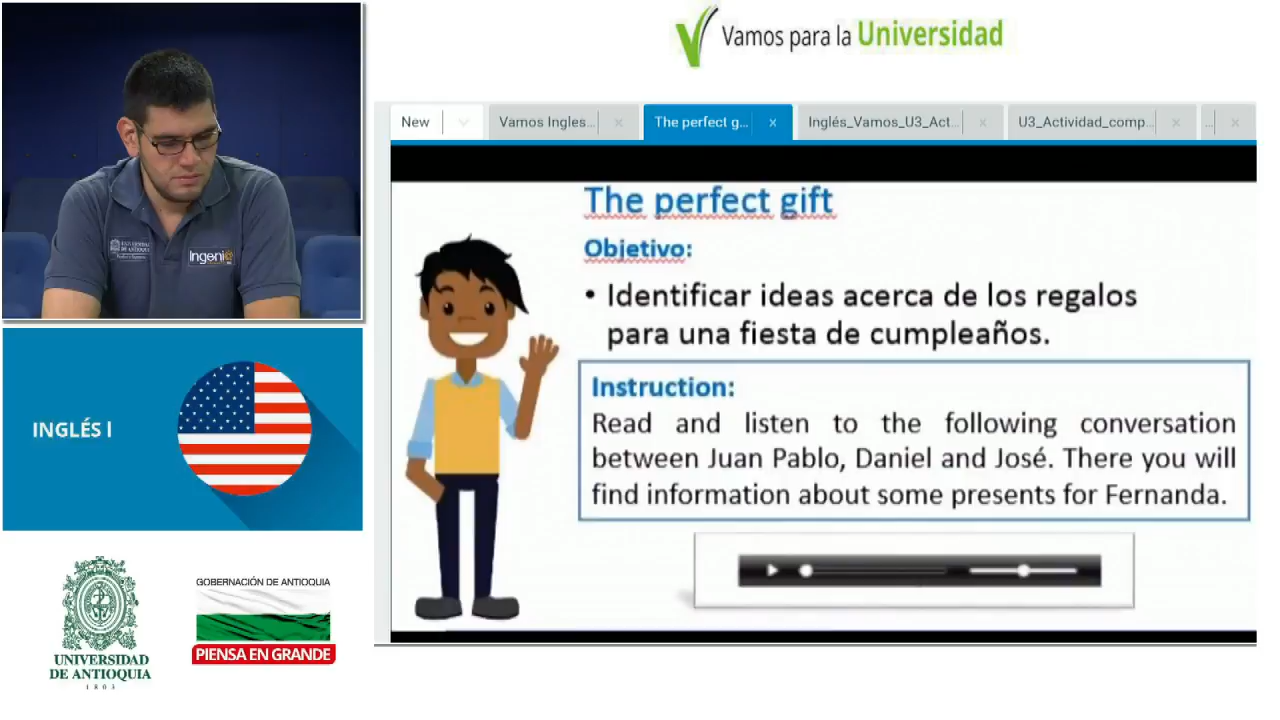 Vamos para la Universidad
New
Vamos Ingles...
The perfect g...
Inglés_Vamos_U3_Act...
U3_Actividad_comp...
...
The perfect gift
Objetivo:
• Identificar ideas acerca de los regalos
para una fiesta de cumpleaños.
Instruction:
Read and listen to the following conversation
between Juan Pablo, Daniel and José. There you will
find information about some presents for Fernanda.
UNIVERSIDAD
DE ANTIOQUIA
Ingeni@
INGLÉS I
UNIVERSIDAD
DE ANTIOQUIA
1803
GOBERNACIÓN DE ANTIOQUIA
PIENSA EN GRANDE